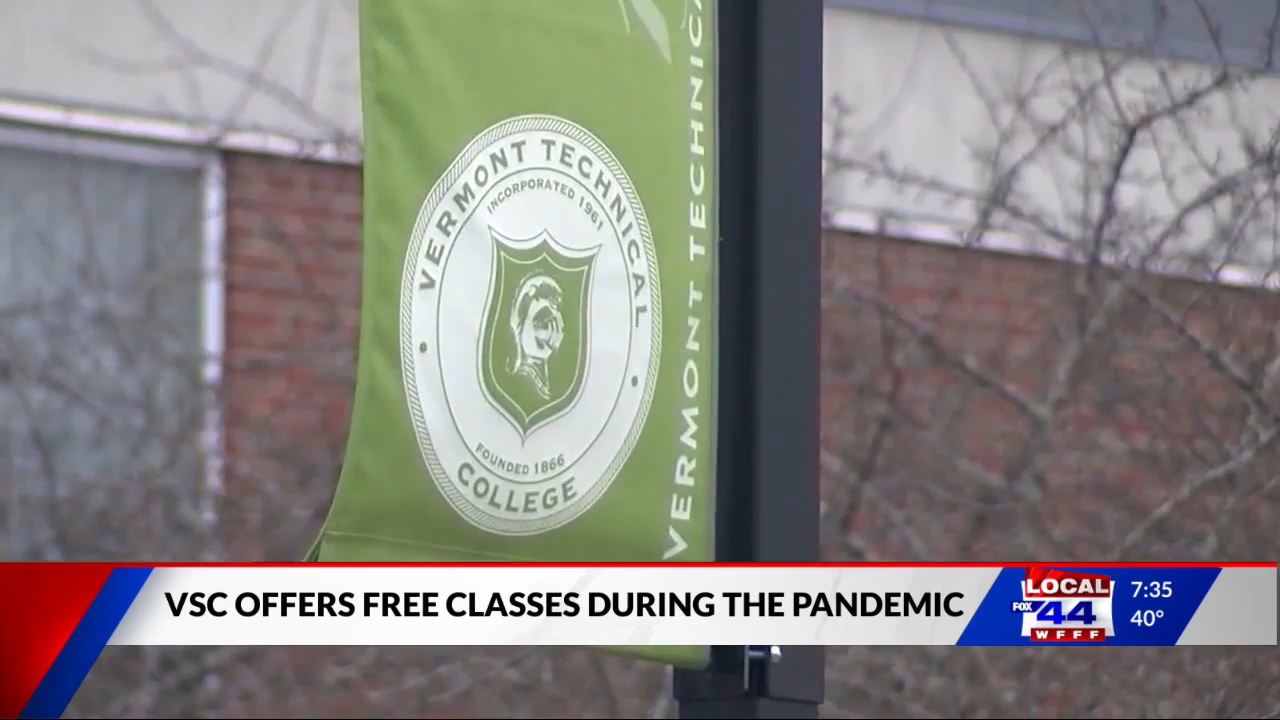 VERMONT TECHNICAL
INCORPORATED 1961
FOUNDED 1866
COLLEGE
VERMONT TECHNICA
VSC OFFERS FREE CLASSES DURING THE PANDEMIC
LOCAL
FOX 44
WFFF
7:35
40°